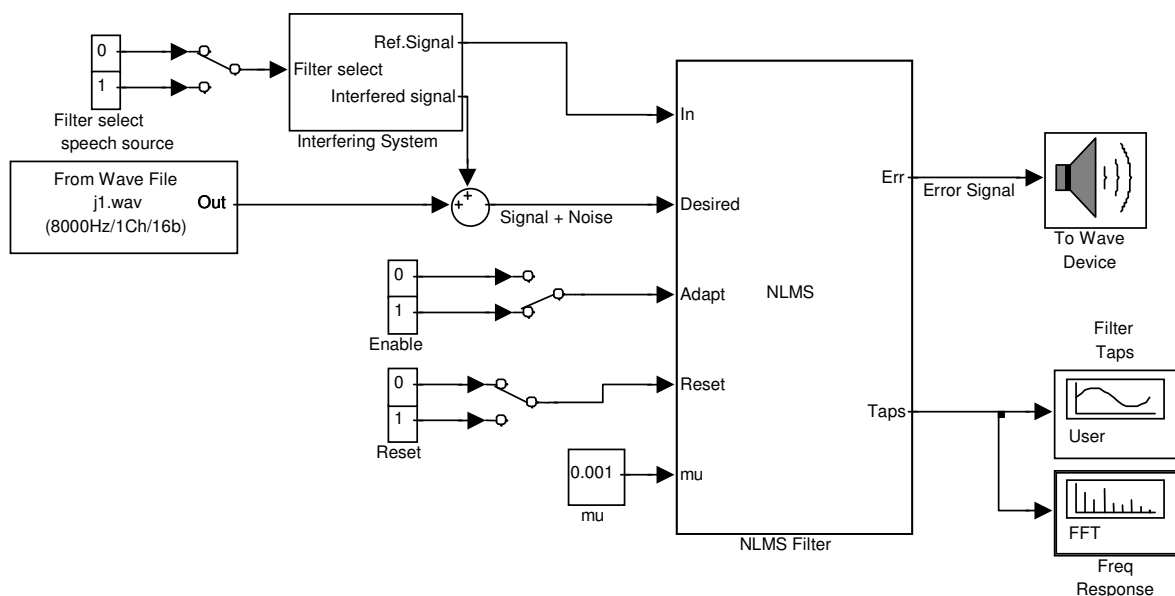 0
1
Filter select
speech source
Filter select
Ref.Signal
Interfered signal
Interfering System
From Wave File
j1.wav
(8000Hz/1Ch/16b)
Out
+
+
Signal + Noise
0
1
Enable
0
1
Reset
0.001
mu
In
Desired
Adapt
Reset
mu
NLMS
Err
Taps
NLMS Filter
Error Signal
To Wave
Device
Filter
Taps
User
FFT
Freq
Response